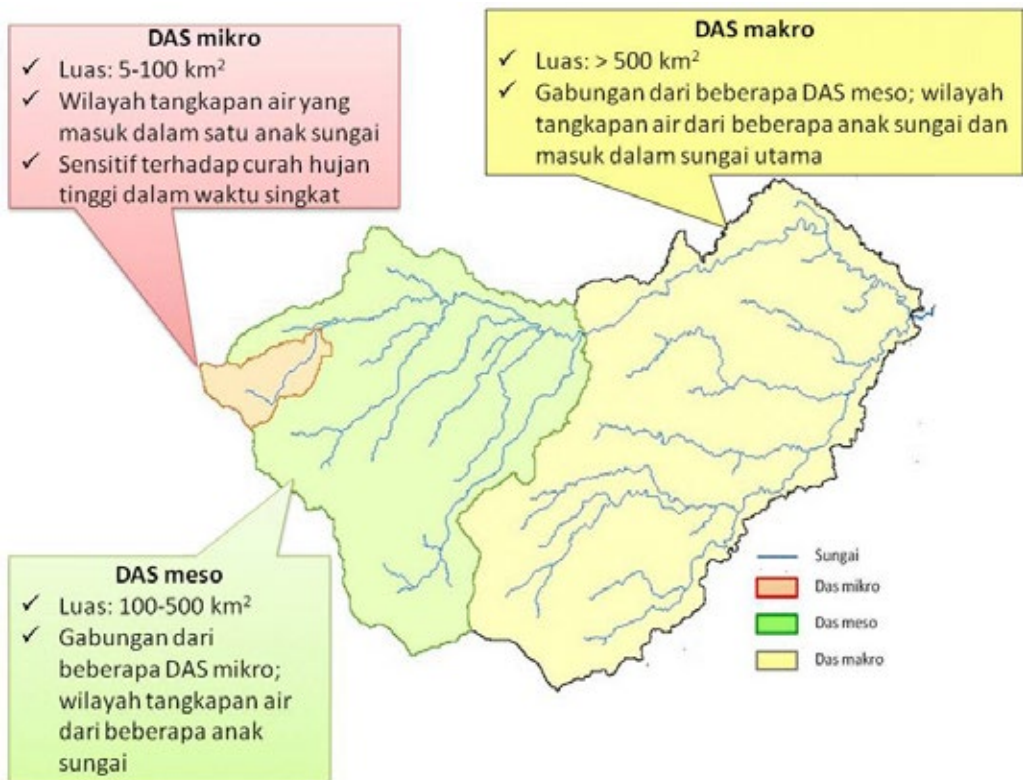 DAS mikro
✓ Luas: 5-100 km²
✓ Wilayah tangkapan air yang
masuk dalam satu anak sungai
✓ Sensitif terhadap curah hujan
tinggi dalam waktu singkat
DAS makro
✓ Luas: > 500 km²
✓ Gabungan dari beberapa DAS meso; wilayah
tangkapan air dari beberapa anak sungai dan
masuk dalam sungai utama
DAS meso
✓ Luas: 100-500 km²
✓ Gabungan dari
beberapa DAS mikro;
wilayah tangkapan air
dari beberapa anak
sungai
Sungai
Das mikro
Das meso
Das makro